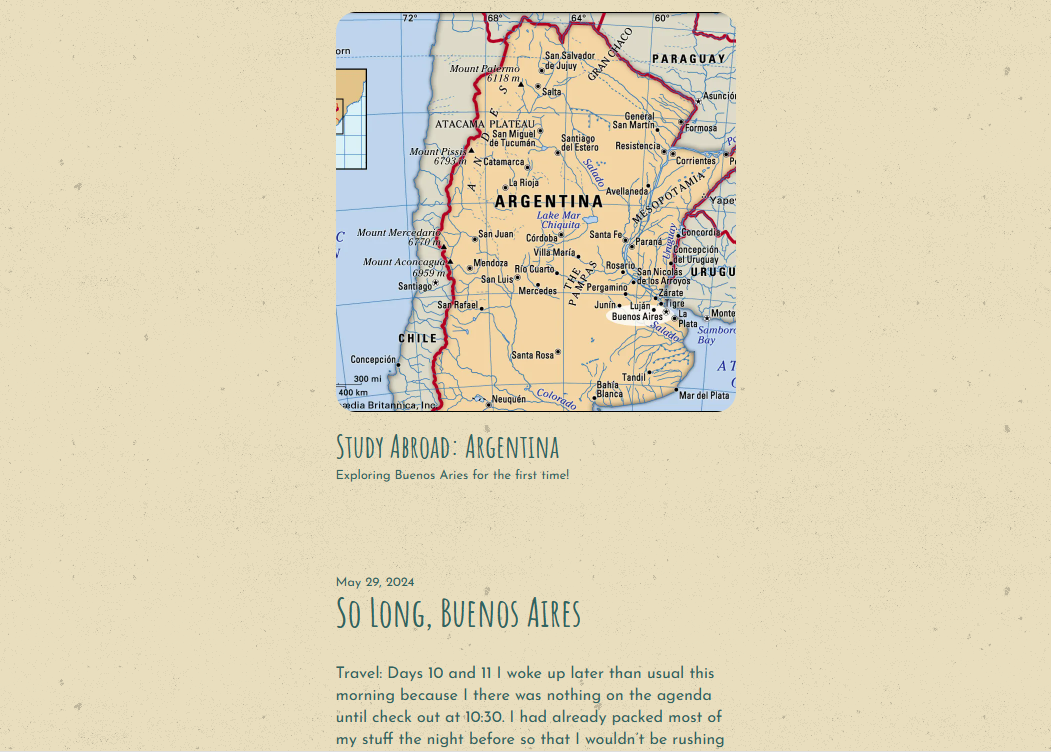 72°
68°
64°
60°
orn
San Salvador
de Jujuy
GRAN CHACO
PARAGUAY
Mount Palermo
6118 m
Salta
Asunción
ANDES
General
San Martín
Formosa
ATACAMA PLATEAU
San Miguel
de Tucumán
Santiago
del Estero
Resistencia
Mount Pissis
6793 m
Catamarca
Salado
Corrientes
La Rioja
Avellaneda
MESOPOTAMIA
ARGENTINA
Yape
Lake Mar
Chiquita
Mount Mercedario
6770 m
San Juan
Córdoba
Santa Fe
Paraná
Uruguay
Concordia
Villa María
Concepción
del Uruguay
Mount Aconcagua
6959 m
Mendoza
Río Cuarto
THE
PAMPAS
Rosario
San Nicolas
de los Arroyos
URUGU
Santiago
San Luis
Mercedes
Pergamino
Zárate
San Rafael
Junín
Luján
Tigre
Buenos Aires
La
Plata
Monte
CHILE
Salado
Samboro
Bay
Concepción
Santa Rosa
AT
300 mi
400 km
Tandil
Bahía
Blanca
Mar del Plata
Neuquén
Colorado
ædia Britannica, Inc.
Study Abroad: Argentina
Exploring Buenos Aries for the first time!
May 29, 2024
So Long, Buenos Aires
Travel: Days 10 and 11 I woke up later than usual this
morning because I there was nothing on the agenda
until check out at 10:30. I had already packed most of
my stuff the night before so that I wouldn't be rushing